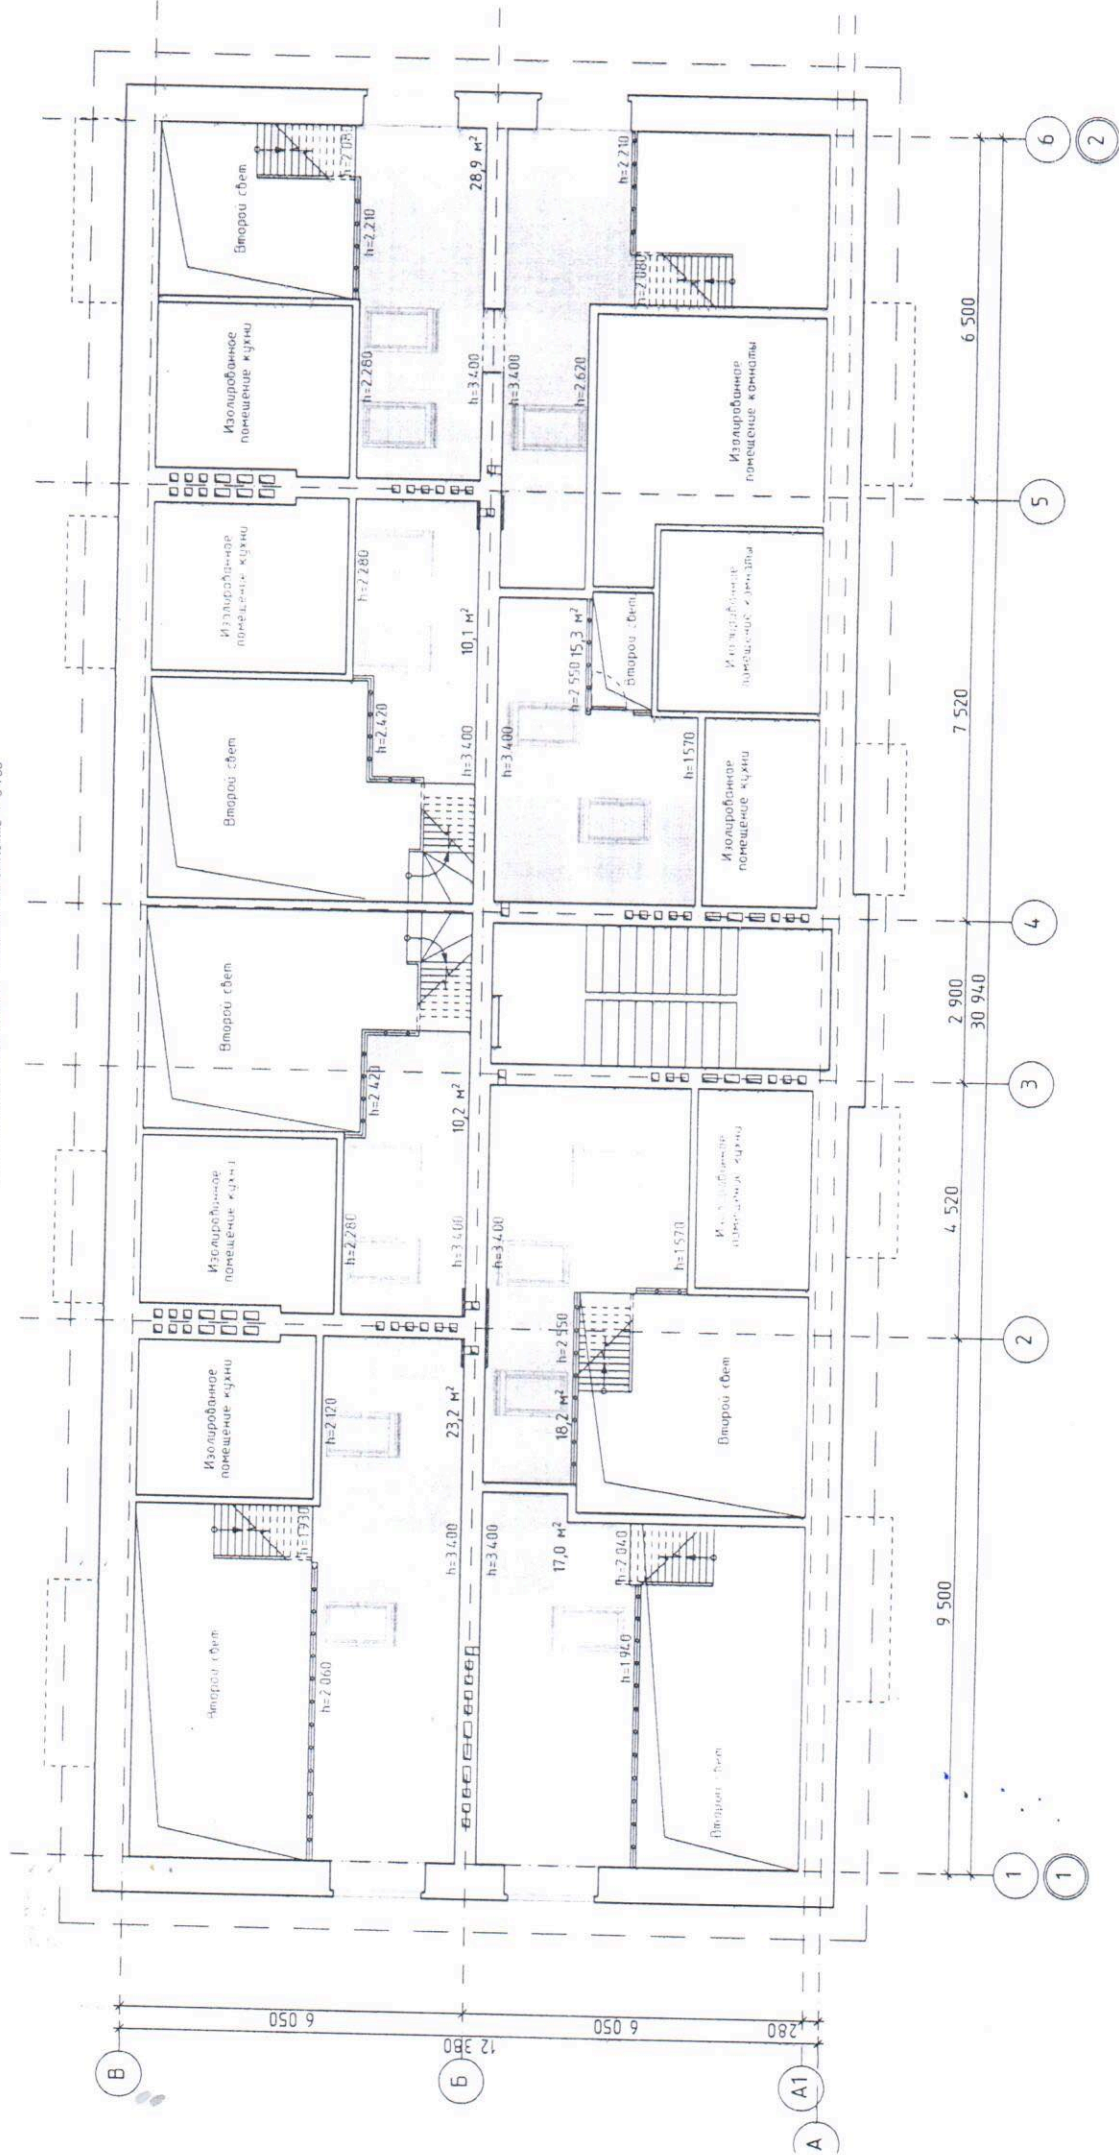 Второй свет
Изолированное
помещение кухни
Изолированное
помещение кухни
Второй свет
Второй свет
Изолированное
помещение кухни
Изолированное
помещение кухни
Второй свет
h=2.060
h=1.930
h=2.120
h=2.280
h=2.420
h=2.420
h=2.280
h=2.280
h=2.210
h=2.080
23,2 м²
10,2 м²
10,1 м²
28,9 м²
h=3.400
h=3.400
h=3.400
h=3.400
h=3.400
h=3.400
h=3.400
h=3.400
17,0 м²
18,2 м²
h=2.550
h=2.550
15,3 м²
h=2.620
h=2.210
h=1.940
h=2.040
h=1.570
h=1.570
h=2.080
Второй свет
Второй свет
Изолированное
помещение кухни
Изолированное
помещение кухни
Второй свет
Изолированное
помещение комнаты
Изолированное
помещение комнаты
9 500
4 520
2 900
7 520
6 500
30 940
6 050
6 050
280
12 380
В
Б
А1
А
1
2
3
4
5
6
1
2